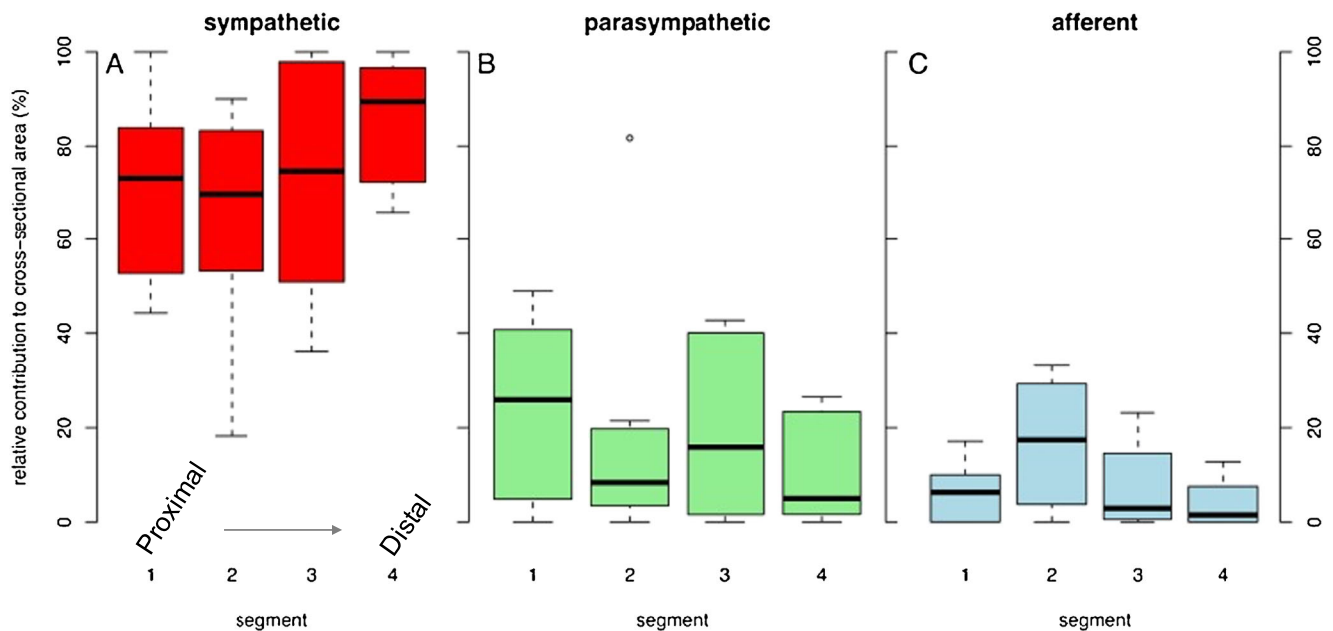 sympathetic
parasympathetic
afferent
A
B
C
relative contribution to cross-sectional area (%)
100
80
60
40
20
0
100
80
60
40
20
0
Proximal
Distal
1 2 3 4
1 2 3 4
1 2 3 4
segment
segment
segment